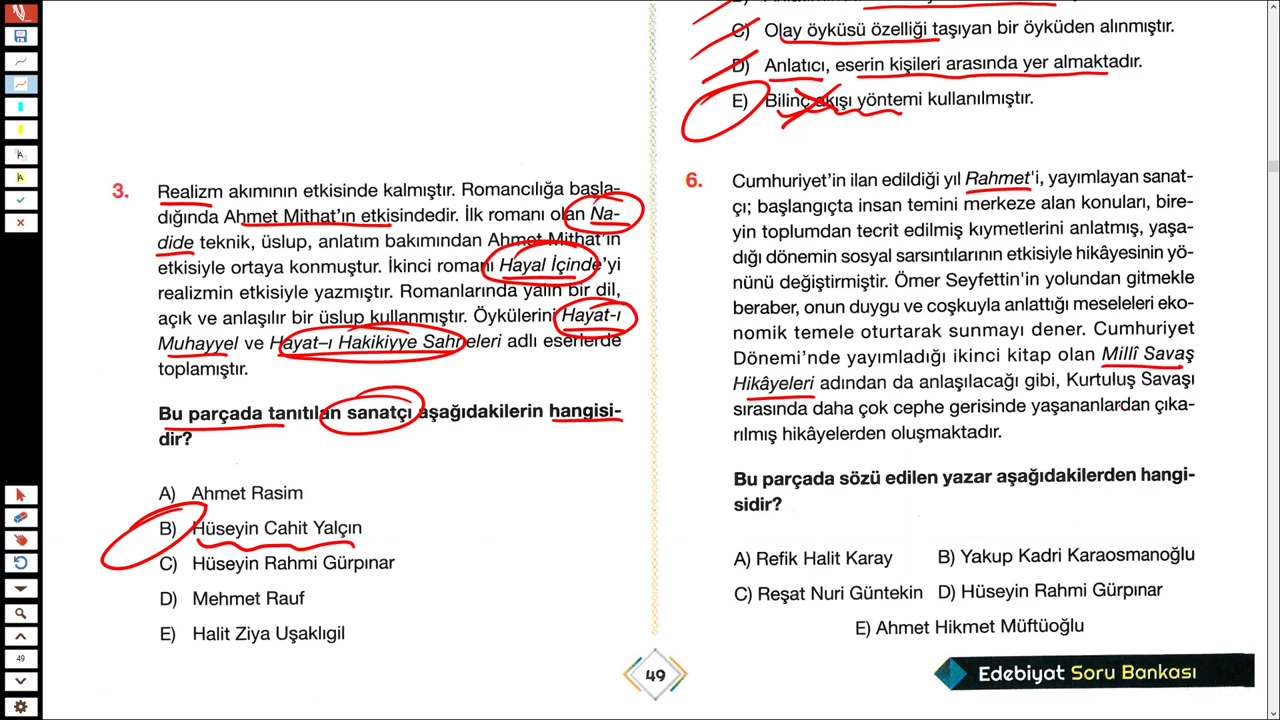 3. Realizm akımının etkisinde kalmıştır. Romancılığa başla-
dığında Ahmet Mithat'ın etkisindedir. İlk romanı olan Na-
dide teknik, üslup, anlatım bakımından Ahmet Mithat'ın
etkisiyle ortaya konmuştur. İkinci romanı Hayal İçinde'yi
realizmin etkisiyle yazmıştır. Romanlarında yalın bir dil,
açık ve anlaşılır bir üslup kullanmıştır. Öykülerini Hayat-ı
Muhayyel ve Hayat–ı Hakikiyye Sahneleri adlı eserlerde
toplamıştır.
Bu parçada tanıtılan sanatçı aşağıdakilerin hangisi-
dir?
A) Ahmet Rasim
B) Hüseyin Cahit Yalçın
C) Hüseyin Rahmi Gürpınar
D) Mehmet Rauf
E) Halit Ziya Uşaklıgil
C) Olay öyküsü özelliği taşıyan bir öyküden alınmıştır.
D) Anlatıcı, eserin kişileri arasında yer almaktadır.
E) Bilinç akışı yöntemi kullanılmıştır.
6. Cumhuriyet'in ilan edildiği yıl Rahmet'i, yayımlayan sanat-
çı; başlangıçta insan temini merkeze alan konuları, bire-
yin toplumdan tecrit edilmiş kıymetlerini anlatmış, yaşa-
dığı dönemin sosyal sarsıntılarının etkisiyle hikâyesinin yö-
nünü değiştirmiştir. Ömer Seyfettin'in yolundan gitmekle
beraber, onun duygu ve coşkuyla anlattığı meseleleri eko-
nomik temele oturtarak sunmayı dener. Cumhuriyet
Dönemi'nde yayımladığı ikinci kitap olan Millî Savaş
Hikâyeleri adından da anlaşılacağı gibi, Kurtuluş Savaşı
sırasında daha çok cephe gerisinde yaşananlardan çıka-
rılmış hikâyelerden oluşmaktadır.
Bu parçada sözü edilen yazar aşağıdakilerden hangi-
sidir?
A) Refik Halit Karay B) Yakup Kadri Karaosmanoğlu
C) Reşat Nuri Güntekin D) Hüseyin Rahmi Gürpınar
E) Ahmet Hikmet Müftüoğlu
49
Edebiyat Soru Bankası
49